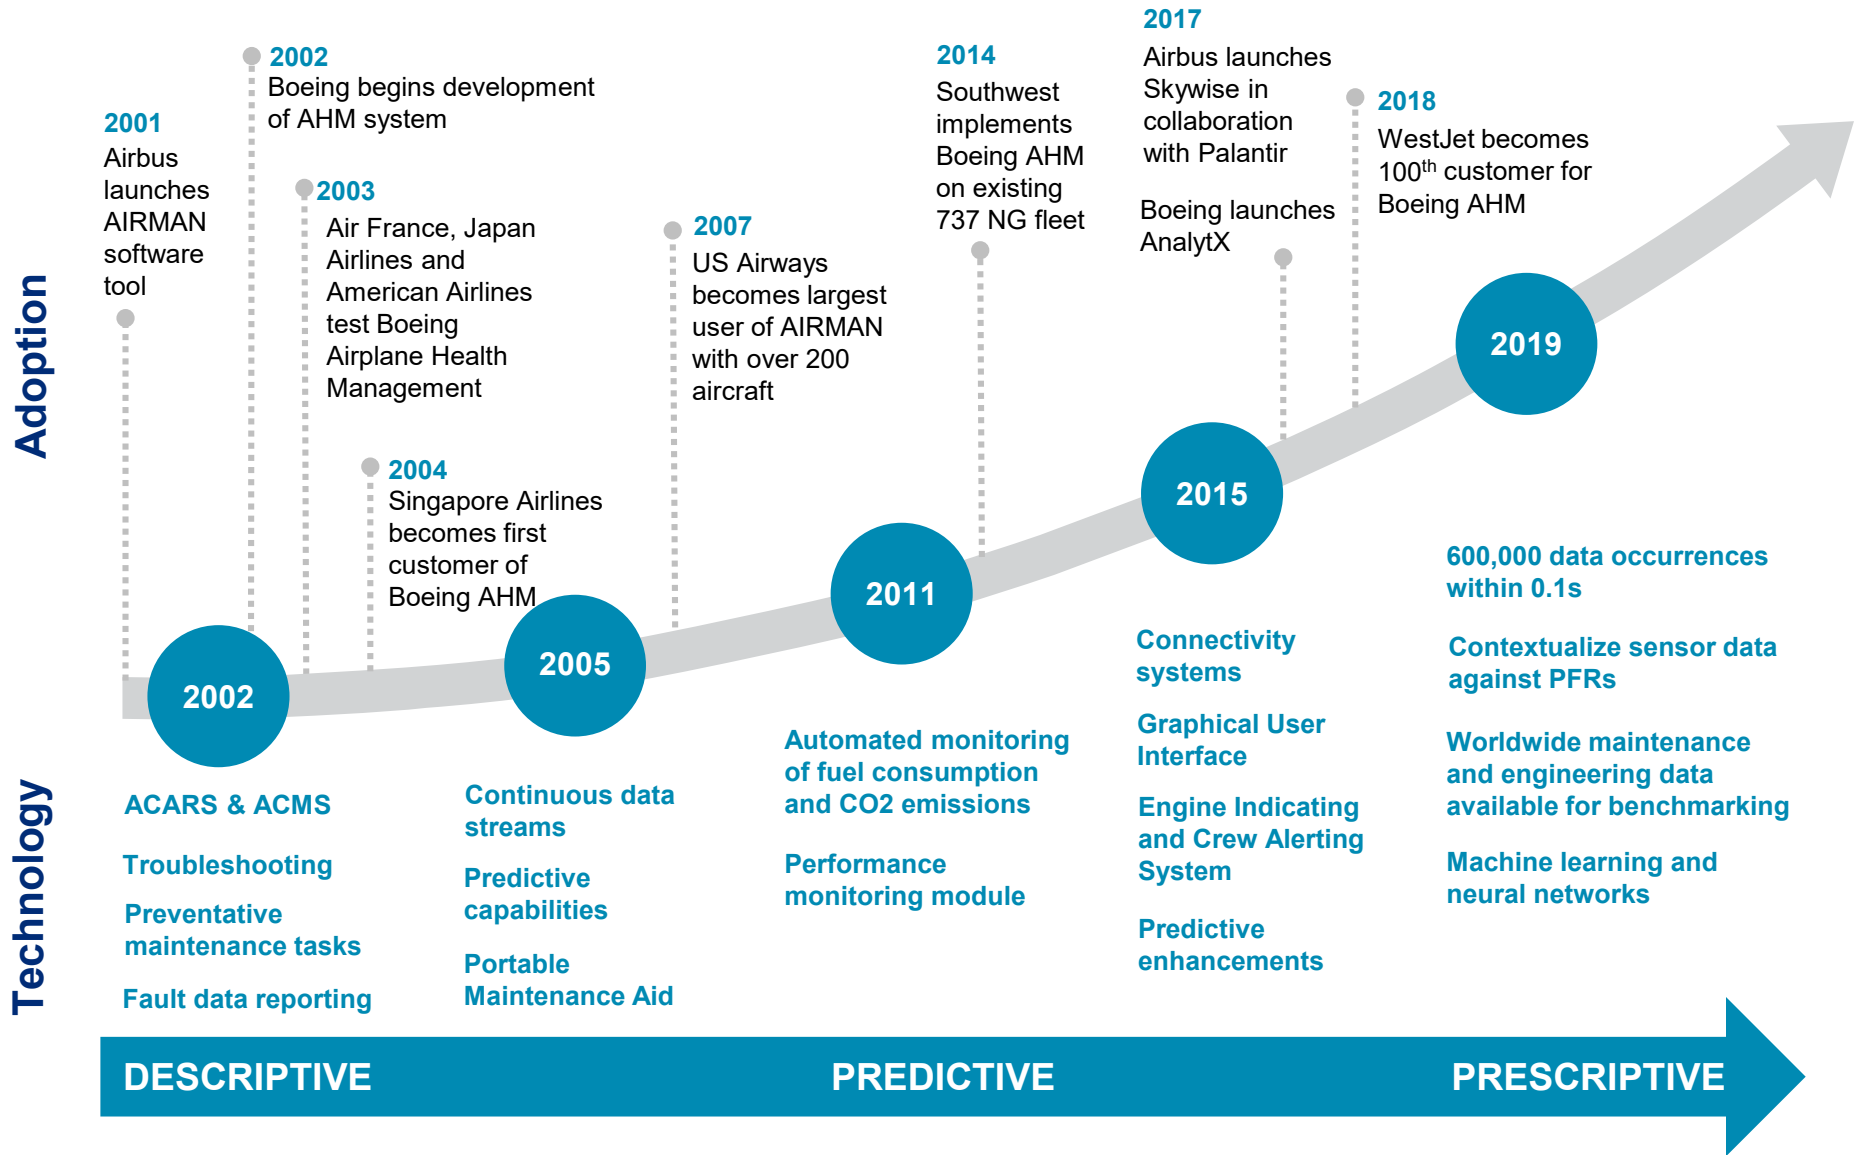 Adoption
2001
Airbus
launches
AIRMAN
software
tool
2002
Boeing begins development
of AHM system
2003
Air France, Japan
Airlines and
American Airlines
test Boeing
Airplane Health
Management
2004
Singapore Airlines
becomes first
customer of
Boeing AHM
2007
US Airways
becomes largest
user of AIRMAN
with over 200
aircraft
2014
Southwest
implements
Boeing AHM
on existing
737 NG fleet
2017
Airbus launches
Skywise in
collaboration
with Palantir
Boeing launches
AnalytX
2018
WestJet becomes
100th customer for
Boeing AHM
2002
2005
2011
2015
2019
Technology
ACARS & ACMS
Troubleshooting
Preventative
maintenance tasks
Fault data reporting
Continuous data
streams
Predictive
capabilities
Portable
Maintenance Aid
Automated monitoring
of fuel consumption
and CO2 emissions
Performance
monitoring module
Connectivity
systems
Graphical User
Interface
Engine Indicating
and Crew Alerting
System
Predictive
enhancements
600,000 data occurrences
within 0.1s
Contextualize sensor data
against PFRs
Worldwide maintenance
and engineering data
available for benchmarking
Machine learning and
neural networks
DESCRIPTIVE
PREDICTIVE
PRESCRIPTIVE